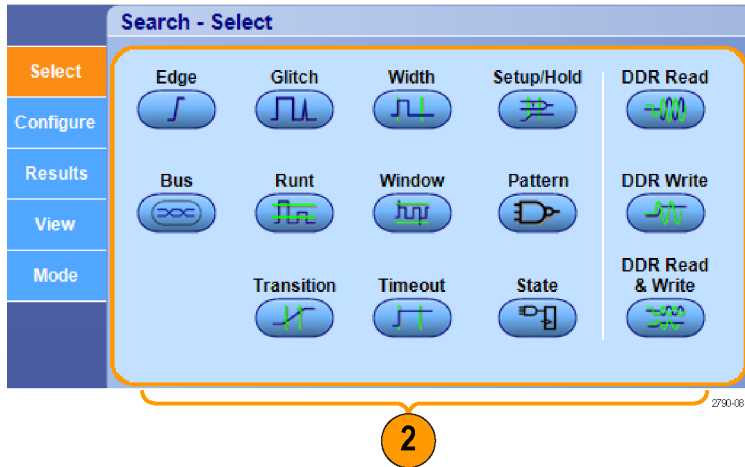 Search - Select
Select
Configure
Results
View
Mode
Edge
Glitch
Width
Setup/Hold
DDR Read
Bus
Runt
Window
Pattern
DDR Write
Transition
Timeout
State
DDR Read
& Write
2790-08
2